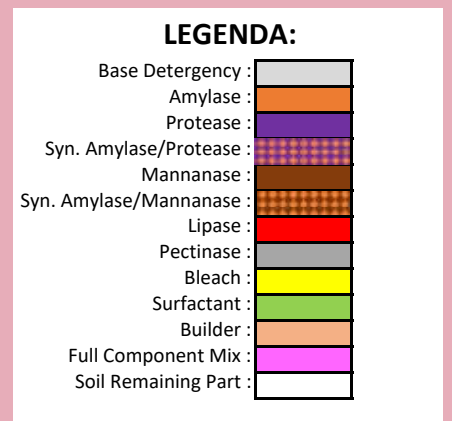 LEGENDA:
Base Detergency :
Amylase :
Protease :
Syn. Amylase/Protease :
Mannanase :
Syn. Amylase/Mannanase :
Lipase :
Pectinase :
Bleach :
Surfactant :
Builder :
Full Component Mix :
Soil Remaining Part :